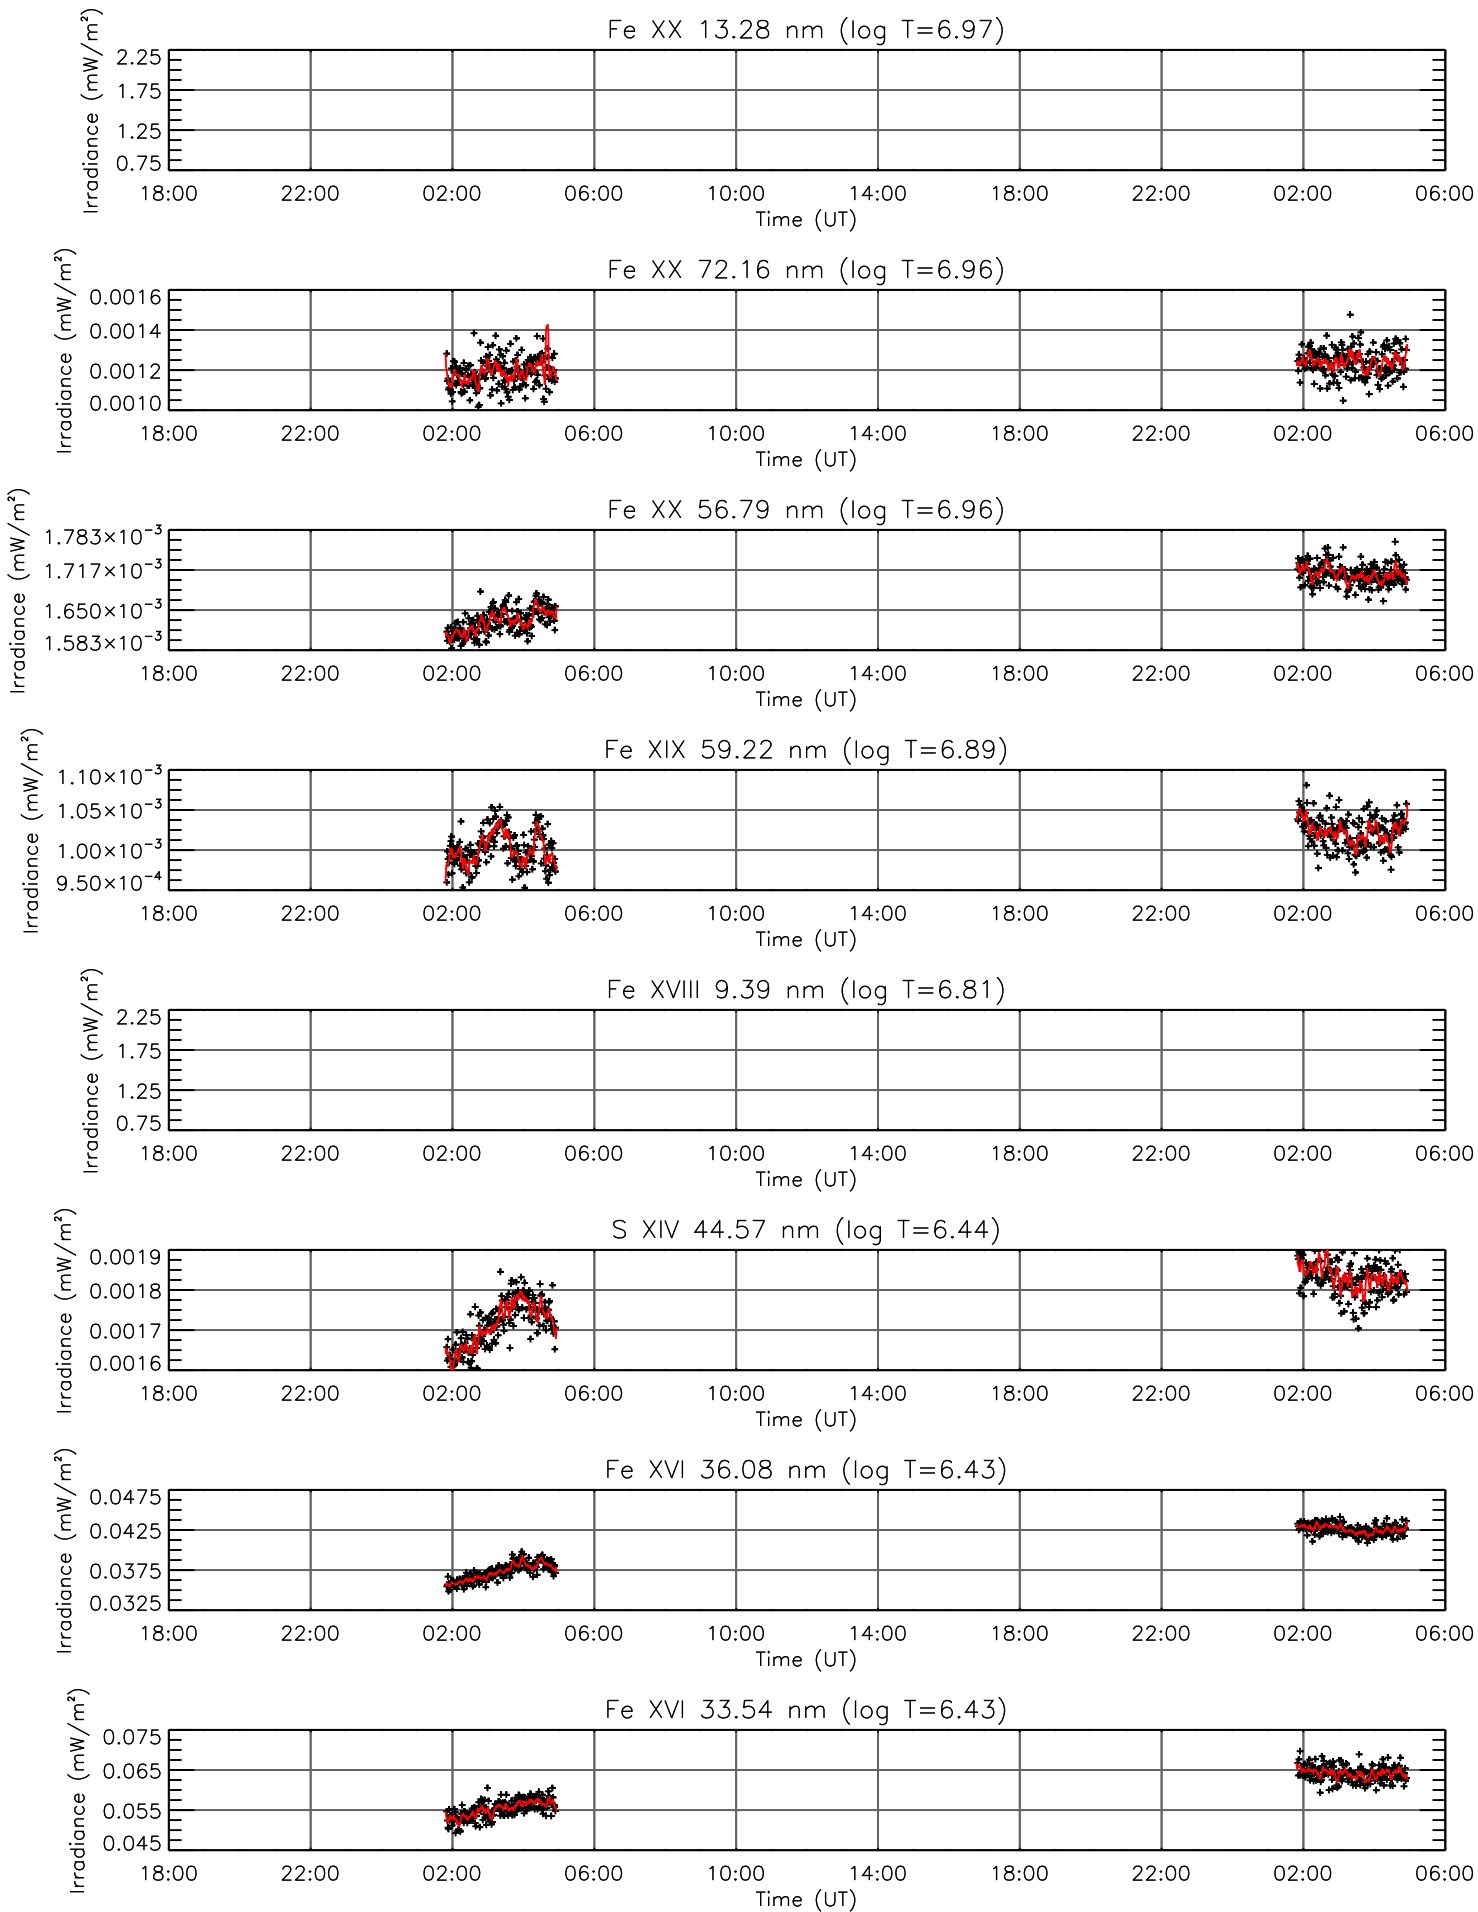 Fe XX 13.28 nm (log T=6.97)
Irradiance (mW/m²)
2.25
1.75
1.25
0.75
18:00 22:00 02:00 06:00 10:00 14:00 18:00 22:00 02:00 06:00
Time (UT)
Fe XX 72.16 nm (log T=6.96)
Irradiance (mW/m²)
0.0016
0.0014
0.0012
0.0010
18:00 22:00 02:00 06:00 10:00 14:00 18:00 22:00 02:00 06:00
Time (UT)
Fe XX 56.79 nm (log T=6.96)
Irradiance (mW/m²)
1.783×10⁻³
1.717×10⁻³
1.650×10⁻³
1.583×10⁻³
18:00 22:00 02:00 06:00 10:00 14:00 18:00 22:00 02:00 06:00
Time (UT)
Fe XIX 59.22 nm (log T=6.89)
Irradiance (mW/m²)
1.10×10⁻³
1.05×10⁻³
1.00×10⁻³
9.50×10⁻⁴
18:00 22:00 02:00 06:00 10:00 14:00 18:00 22:00 02:00 06:00
Time (UT)
Fe XVIII 9.39 nm (log T=6.81)
Irradiance (mW/m²)
2.25
1.75
1.25
0.75
18:00 22:00 02:00 06:00 10:00 14:00 18:00 22:00 02:00 06:00
Time (UT)
S XIV 44.57 nm (log T=6.44)
Irradiance (mW/m²)
0.0019
0.0018
0.0017
0.0016
18:00 22:00 02:00 06:00 10:00 14:00 18:00 22:00 02:00 06:00
Time (UT)
Fe XVI 36.08 nm (log T=6.43)
Irradiance (mW/m²)
0.0475
0.0425
0.0375
0.0325
18:00 22:00 02:00 06:00 10:00 14:00 18:00 22:00 02:00 06:00
Time (UT)
Fe XVI 33.54 nm (log T=6.43)
Irradiance (mW/m²)
0.075
0.065
0.055
0.045
18:00 22:00 02:00 06:00 10:00 14:00 18:00 22:00 02:00 06:00
Time (UT)